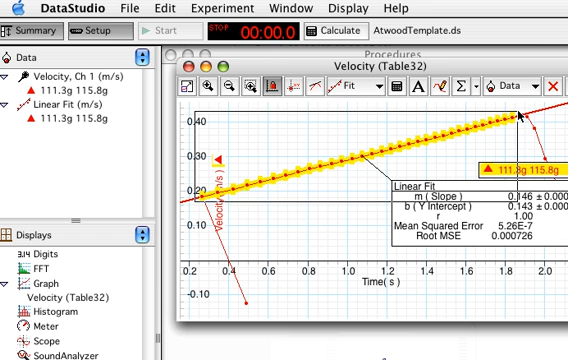 DataStudio File Edit Experiment Window Display Help
Summary Setup Start STOP 00:00.0 Calculate AtwoodTemplate.ds
Data
Velocity, Ch 1 (m/s)
111.3g 115.8g
Linear Fit (m/s)
111.3g 115.8g
Displays
3.14 Digits
FFT
Graph
Velocity (Table32)
Histogram
Meter
Scope
SoundAnalyzer
Procedures
Velocity (Table32)
Fit A Σ Data
0.40
0.30
0.20
0.10
-0.10
Velocity( m/s )
0.2 0.4 0.6 0.8 1.0 1.2 1.4 1.6 1.8 2.0
Time( s )
111.3g 115.8g
Linear Fit
m ( Slope ) 0.146 ±0.000
b ( Y Intercept ) 0.143 ±0.000
r 1.00
Mean Squared Error 5.26E-7
Root MSE 0.000726